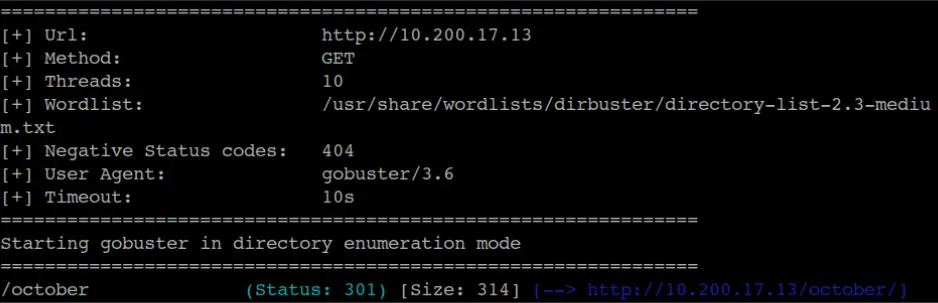 ===============================================================
[+] Url:                     http://10.200.17.13
[+] Method:                  GET
[+] Threads:                 10
[+] Wordlist:                /usr/share/wordlists/dirbuster/directory-list-2.3-mediu
m.txt
[+] Negative Status codes:   404
[+] User Agent:              gobuster/3.6
[+] Timeout:                 10s
===============================================================
Starting gobuster in directory enumeration mode
===============================================================
/october              (Status: 301) [Size: 314] [--> http://10.200.17.13/october/]